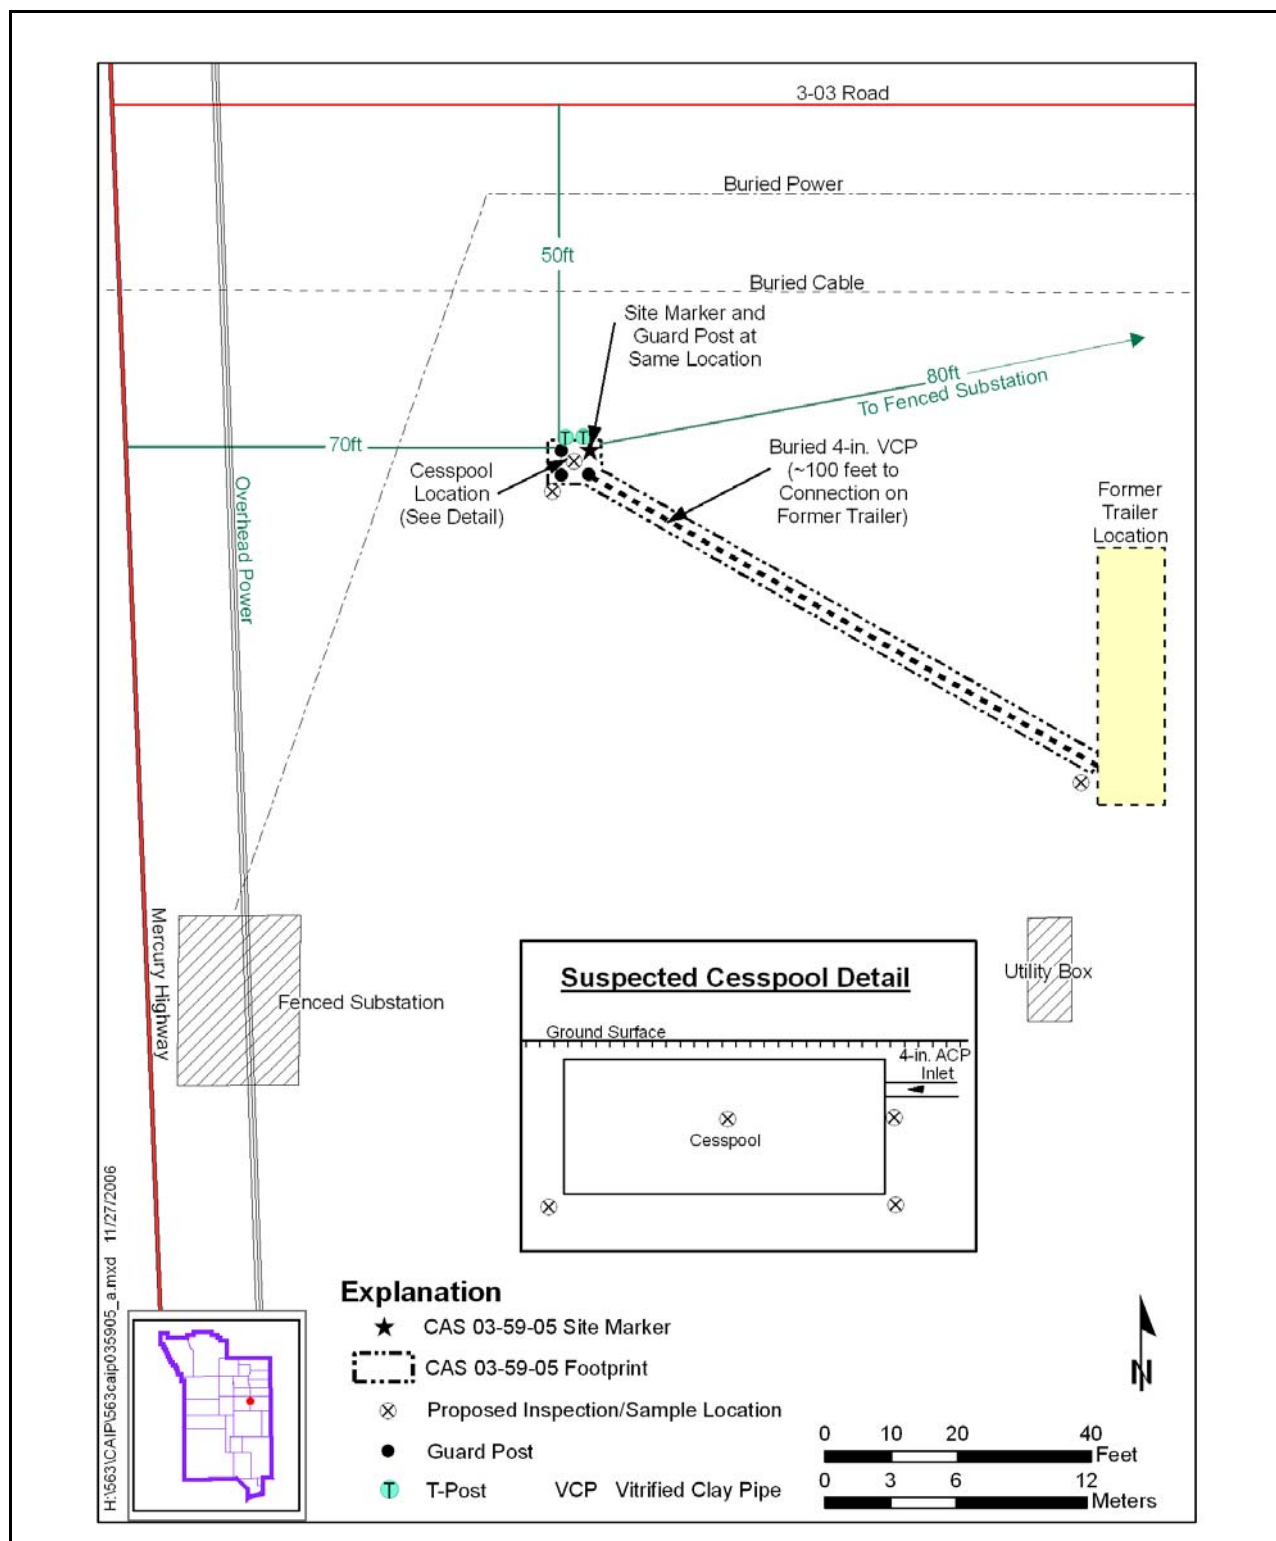 3-03 Road
Buried Power
50ft
Buried Cable
Site Marker and
Guard Post at
Same Location
80ft
To Fenced Substation
T T
70ft
Cesspool
Location
(See Detail)
Buried 4-in. VCP
(~100 feet to
Connection on
Former Trailer)
Former
Trailer
Location
Overhead Power
Mercury Highway
Fenced Substation
Utility Box
Suspected Cesspool Detail
Ground Surface
4-in. ACP
Inlet
Cesspool
H:\563\CAIP\563caip035905_a.mxd 11/27/2006
Explanation
CAS 03-59-05 Site Marker
CAS 03-59-05 Footprint
Proposed Inspection/Sample Location
Guard Post
T T-Post VCP Vitrified Clay Pipe
N
0 10 20 40
Feet
0 3 6 12
Meters